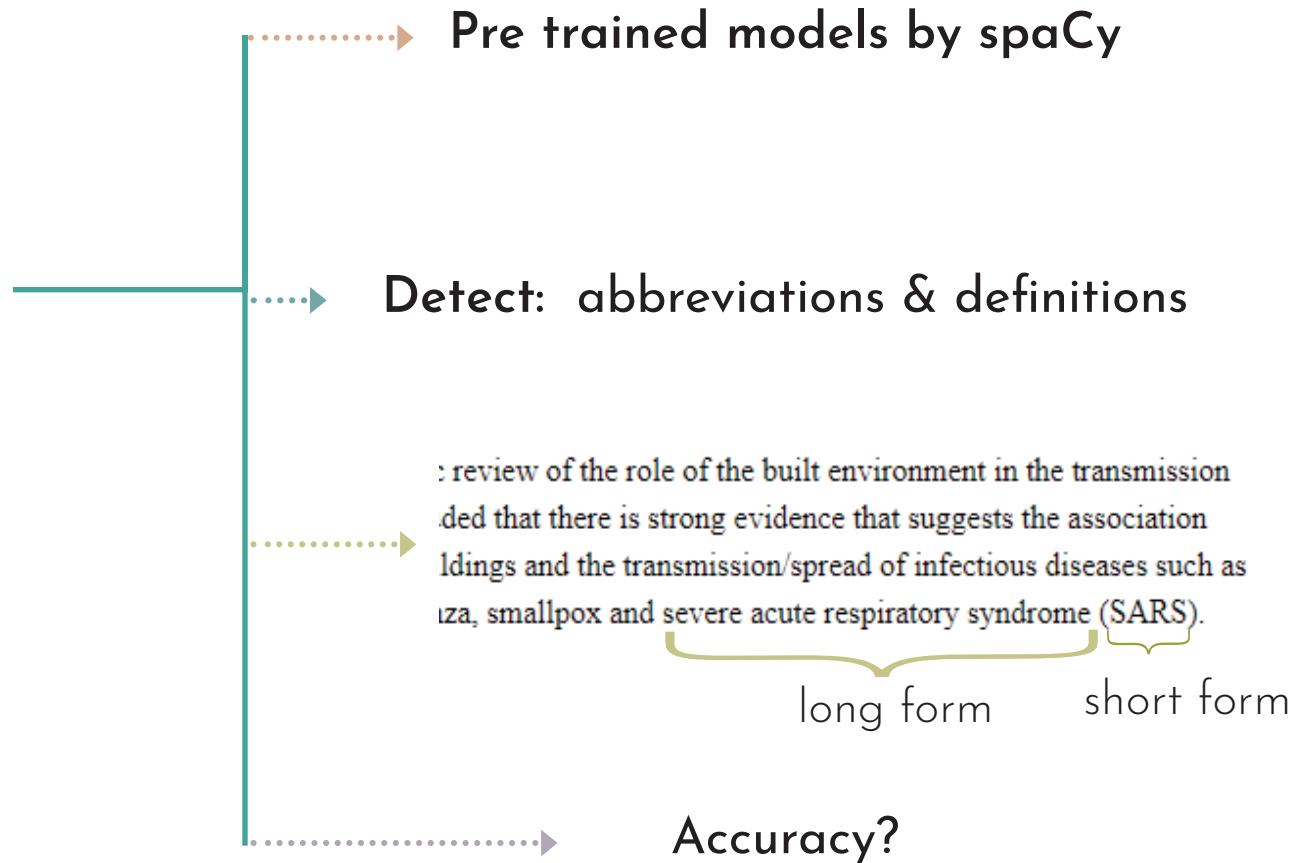 Pre trained models by spaCy
Detect: abbreviations & definitions
review of the role of the built environment in the transmission
ded that there is strong evidence that suggests the association
ldings and the transmission/spread of infectious diseases such as
nza, smallpox and severe acute respiratory syndrome (SARS).
long form
short form
Accuracy?